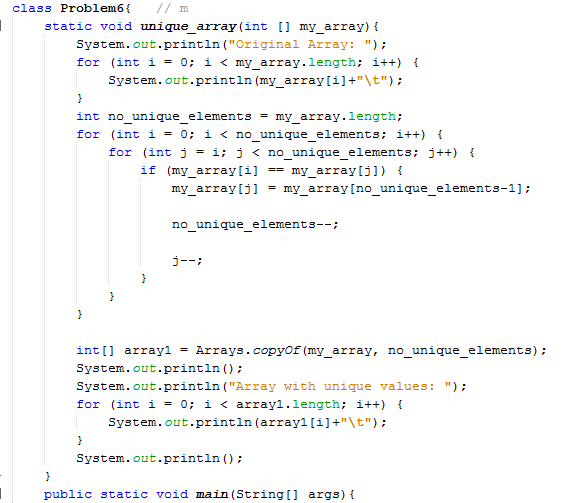 class Problem6{   // m
    static void unique_array(int [] my_array){
        System.out.println("Original Array: ");
        for (int i = 0; i < my_array.length; i++) {
            System.out.println(my_array[i]+"\t");
        }
        int no_unique_elements = my_array.length;
        for (int i = 0; i < no_unique_elements; i++) {
            for (int j = i; j < no_unique_elements; j++) {
                if (my_array[i] == my_array[j]) {
                    my_array[j] = my_array[no_unique_elements-1];
                    no_unique_elements--;
                    j--;
                }
            }
        }
        int[] array1 = Arrays.copyOf(my_array, no_unique_elements);
        System.out.println();
        System.out.println("Array with unique values: ");
        for (int i = 0; i < array1.length; i++) {
            System.out.println(array1[i]+"\t");
        }
        System.out.println();
    }
    public static void main(String[] args){